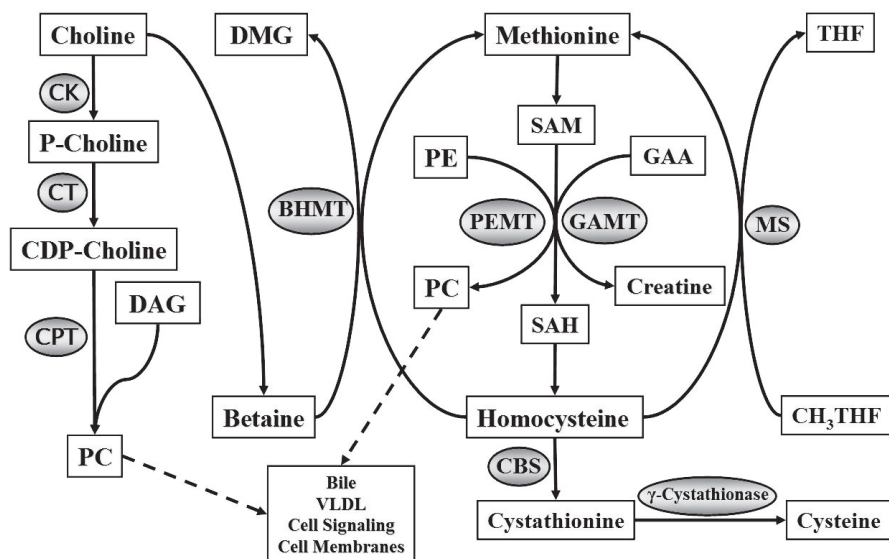 Choline
DMG
Methionine
THF
CK
SAM
P-Choline
PE
GAA
CT
BHMT
PEMT
GAMT
MS
CDP-Choline
DAG
PC
Creatine
CPT
SAH
Betaine
Homocysteine
CH₃THF
PC
CBS
Bile
VLDL
Cell Signaling
Cell Membranes
γ-Cystathionase
Cystathionine
Cysteine